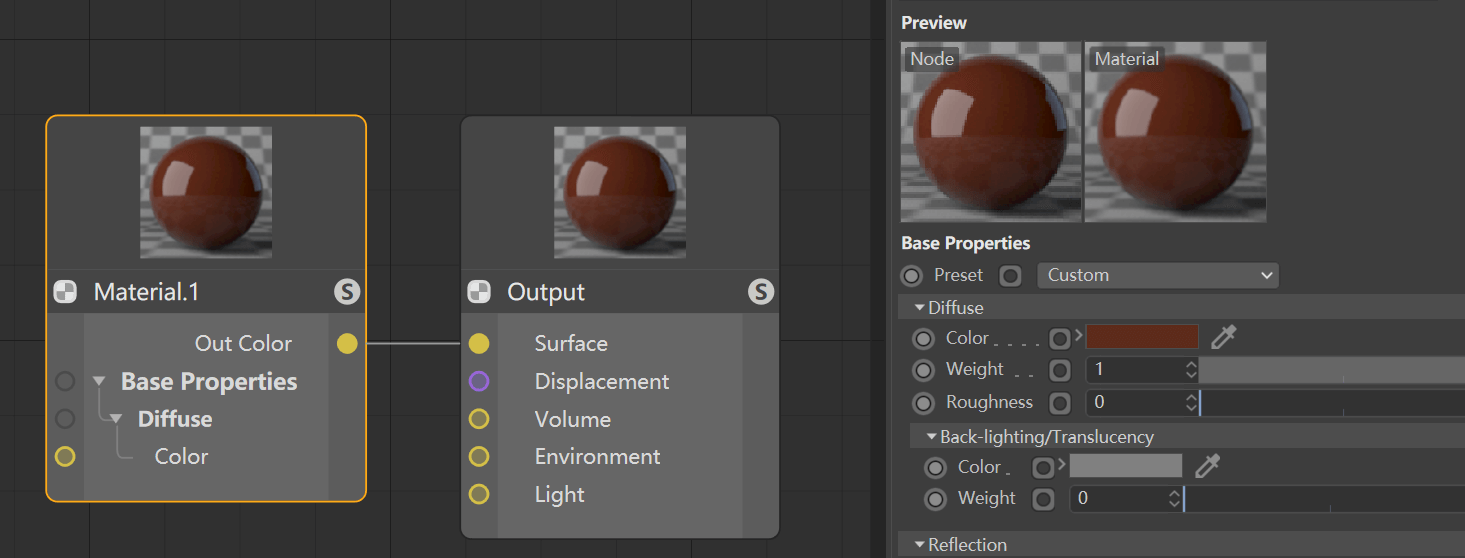 Material.1
S
Out Color
Base Properties
Diffuse
Color
Output
S
Surface
Displacement
Volume
Environment
Light
Preview
Node
Material
Base Properties
Preset Custom
Diffuse
Color
Weight 1
Roughness 0
Back-lighting/Translucency
Color
Weight 0
Reflection